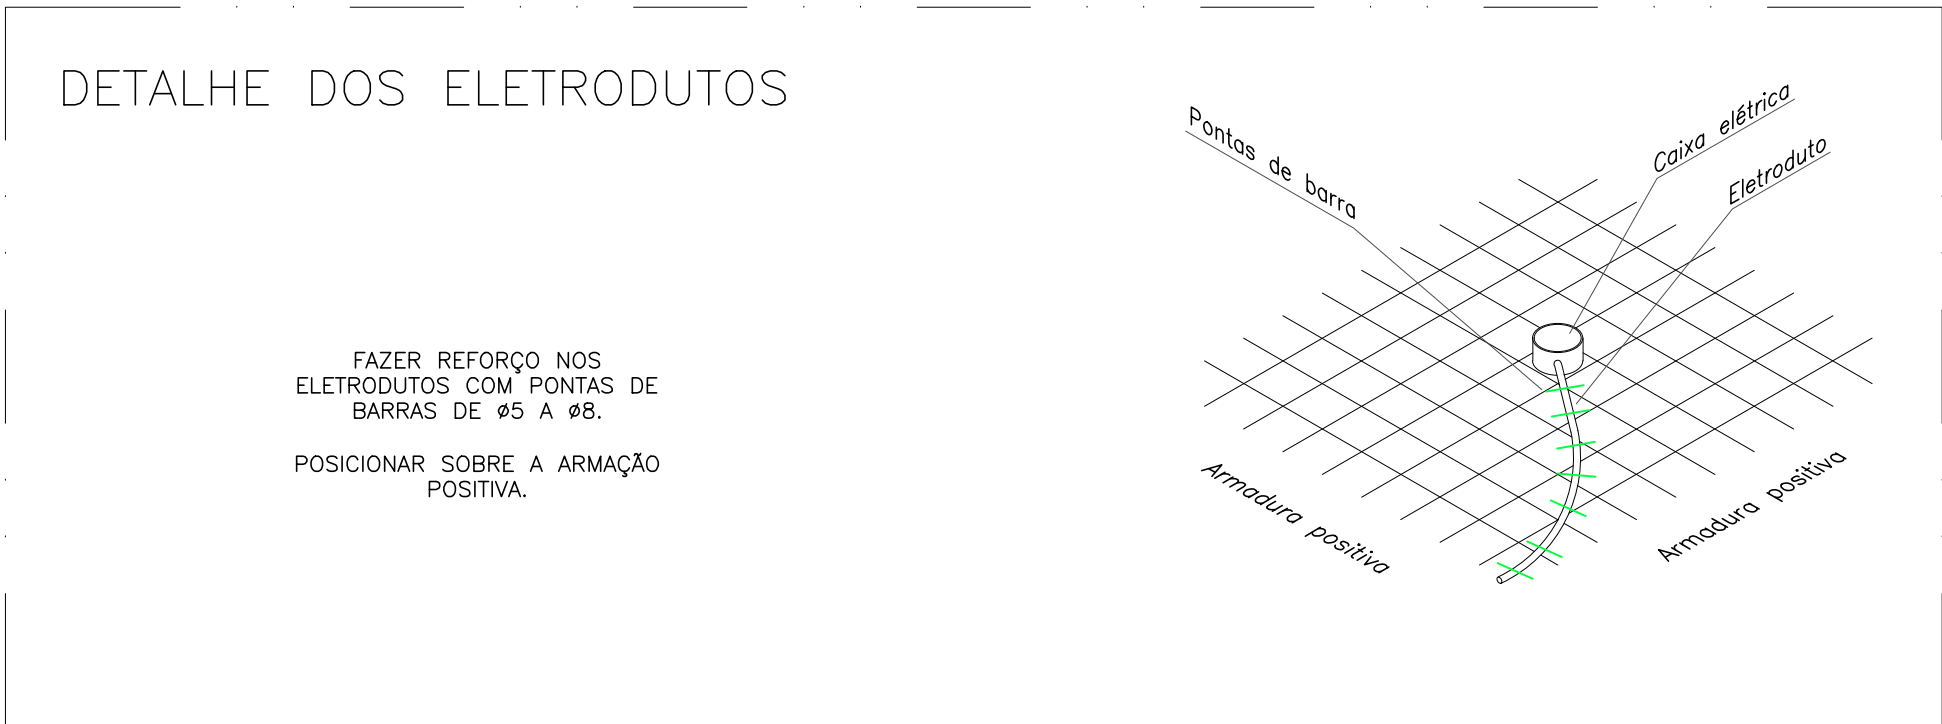 DETALHE DOS ELETRODUTOS
Pontas de barra
Caixa elétrica
Eletroduto
FAZER REFORÇO NOS
ELETRODUTOS COM PONTAS DE
BARRAS DE ø5 A ø8.
POSICIONAR SOBRE A ARMAÇÃO
POSITIVA.
Armadura positiva
Armadura positiva